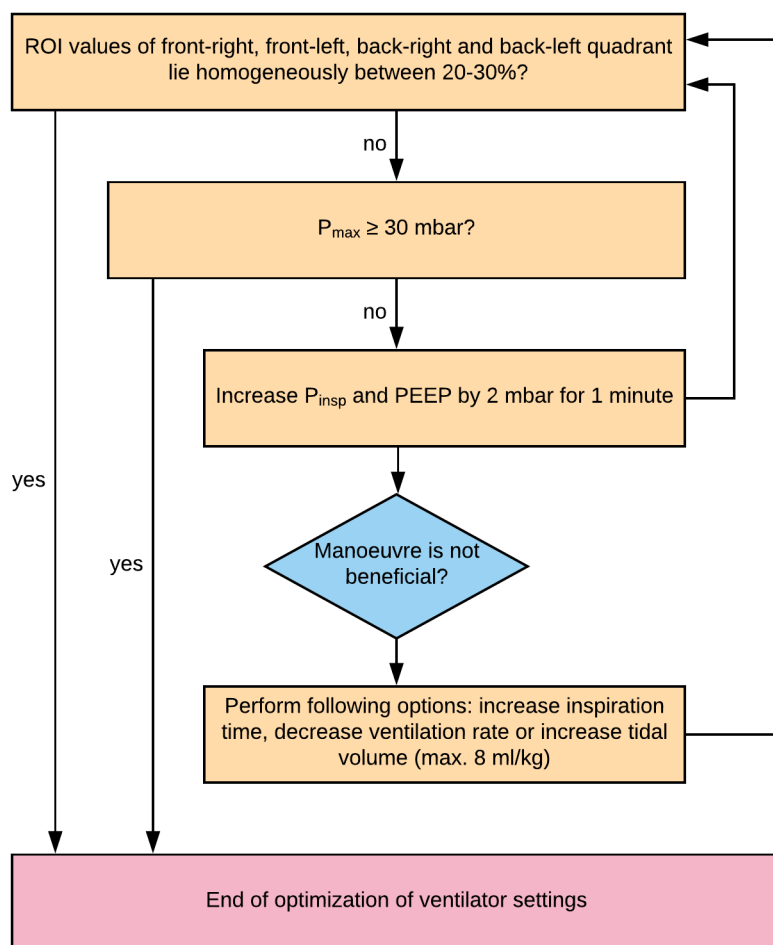 ROI values of front-right, front-left, back-right and back-left quadrant
lie homogeneously between 20-30%?
no
Pmax ≥ 30 mbar?
no
Increase Pinsp and PEEP by 2 mbar for 1 minute
yes
Manoeuvre is not
beneficial?
yes
Perform following options: increase inspiration
time, decrease ventilation rate or increase tidal
volume (max. 8 ml/kg)
End of optimization of ventilator settings